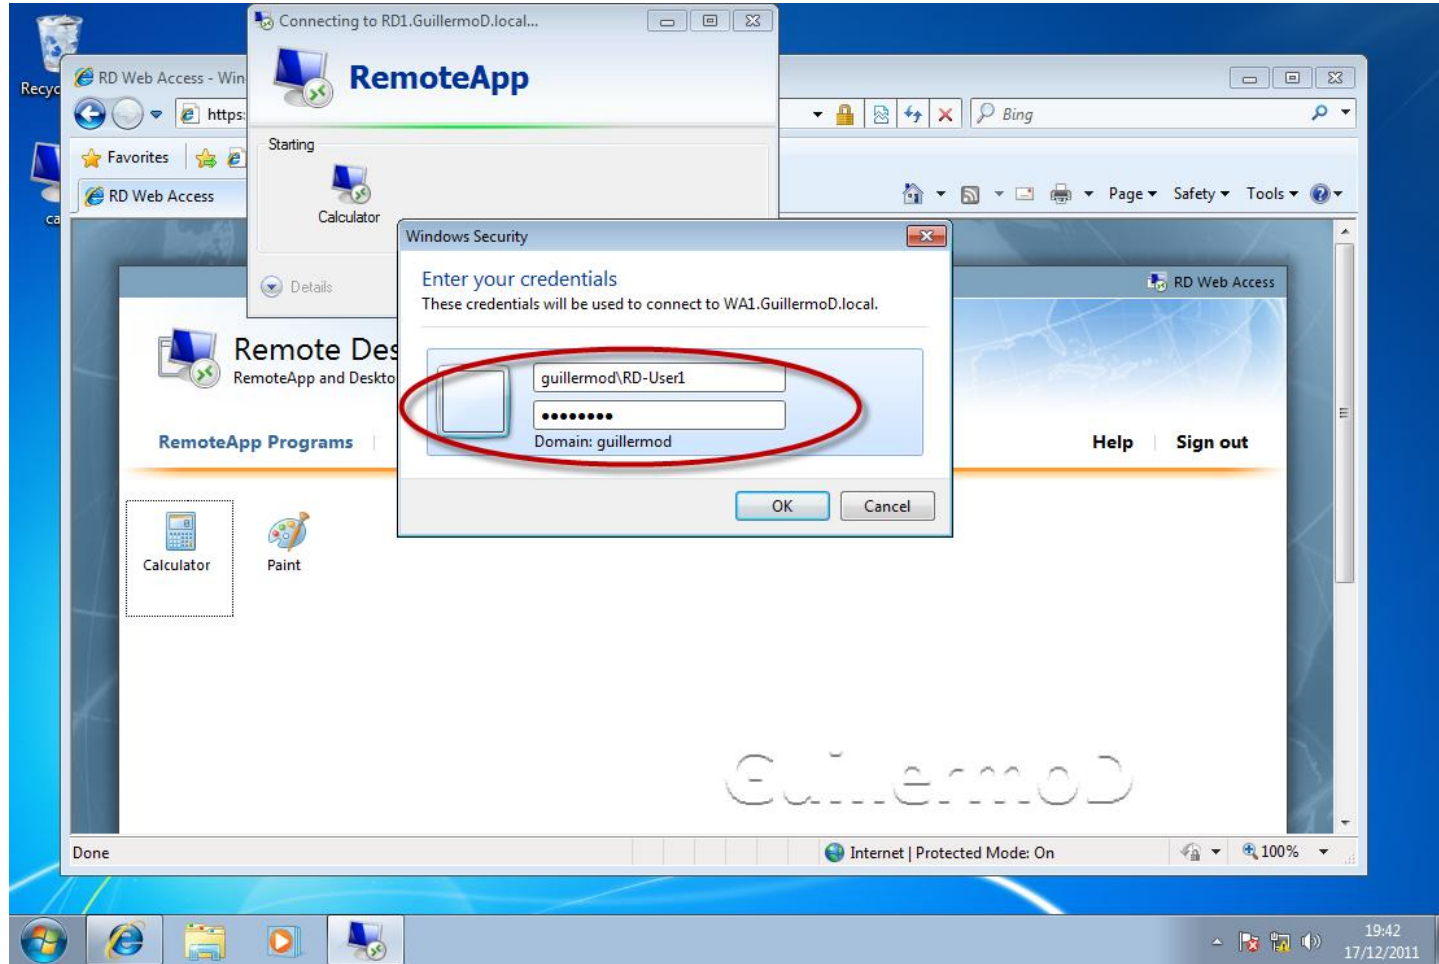 Recyc
ca
Connecting to RD1.GuillermoD.local...
RemoteApp
Starting
Calculator
Details
RD Web Access - Win
https:
Bing
Favorites
RD Web Access
Page
Safety
Tools
RD Web Access
Remote Des
RemoteApp and Deskto
RemoteApp Programs
Help
Sign out
Windows Security
Enter your credentials
These credentials will be used to connect to WA1.GuillermoD.local.
guillermod\RD-User1
●●●●●●●●
Domain: guillermod
OK
Cancel
Calculator
Paint
GuillermoD
Done
Internet | Protected Mode: On
100%
19:42
17/12/2011